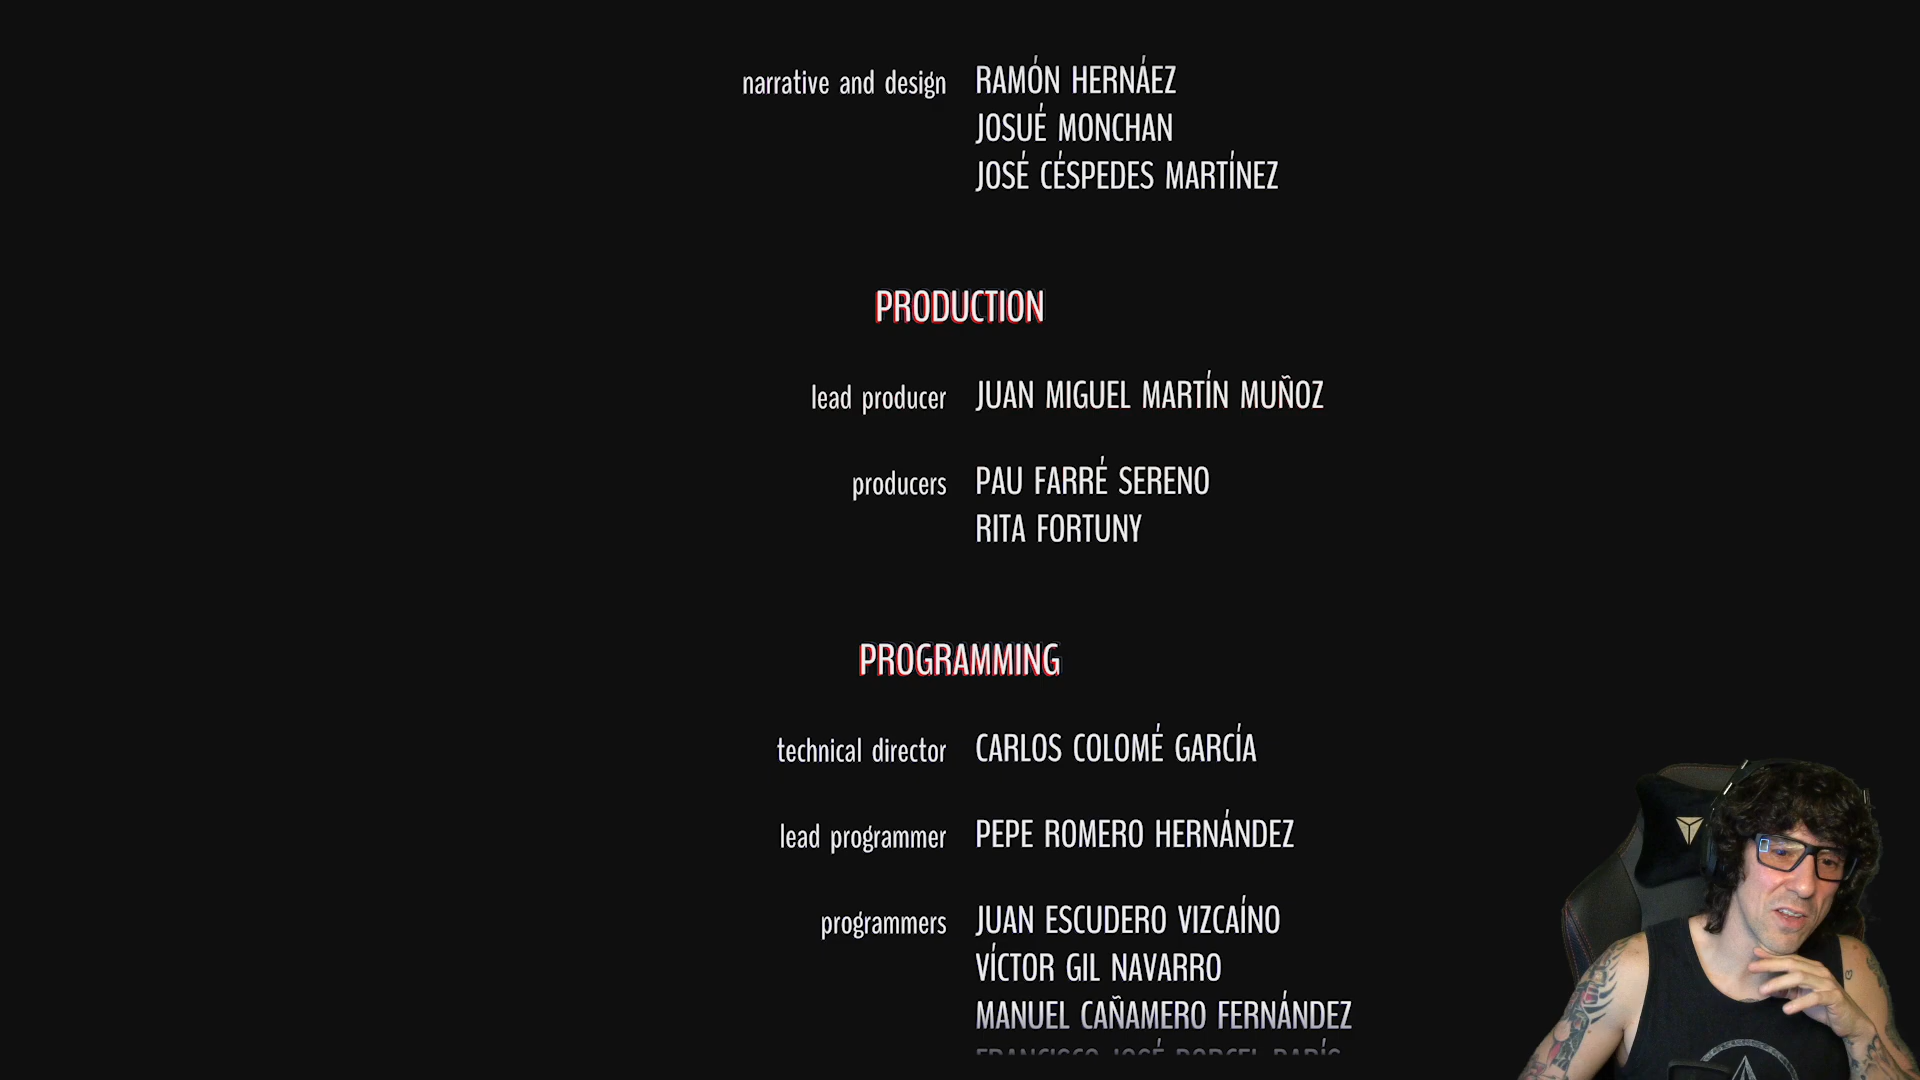 narrative and design RAMÓN HERNÁEZ
JOSUÉ MONCHAN
JOSÉ CÉSPEDES MARTÍNEZ
PRODUCTION
lead producer JUAN MIGUEL MARTÍN MUÑOZ
producers PAU FARRÉ SERENO
RITA FORTUNY
PROGRAMMING
technical director CARLOS COLOMÉ GARCÍA
lead programmer PEPE ROMERO HERNÁNDEZ
programmers JUAN ESCUDERO VIZCAÍNO
VÍCTOR GIL NAVARRO
MANUEL CAÑAMERO FERNÁNDEZ
FRANCISCO JOSÉ